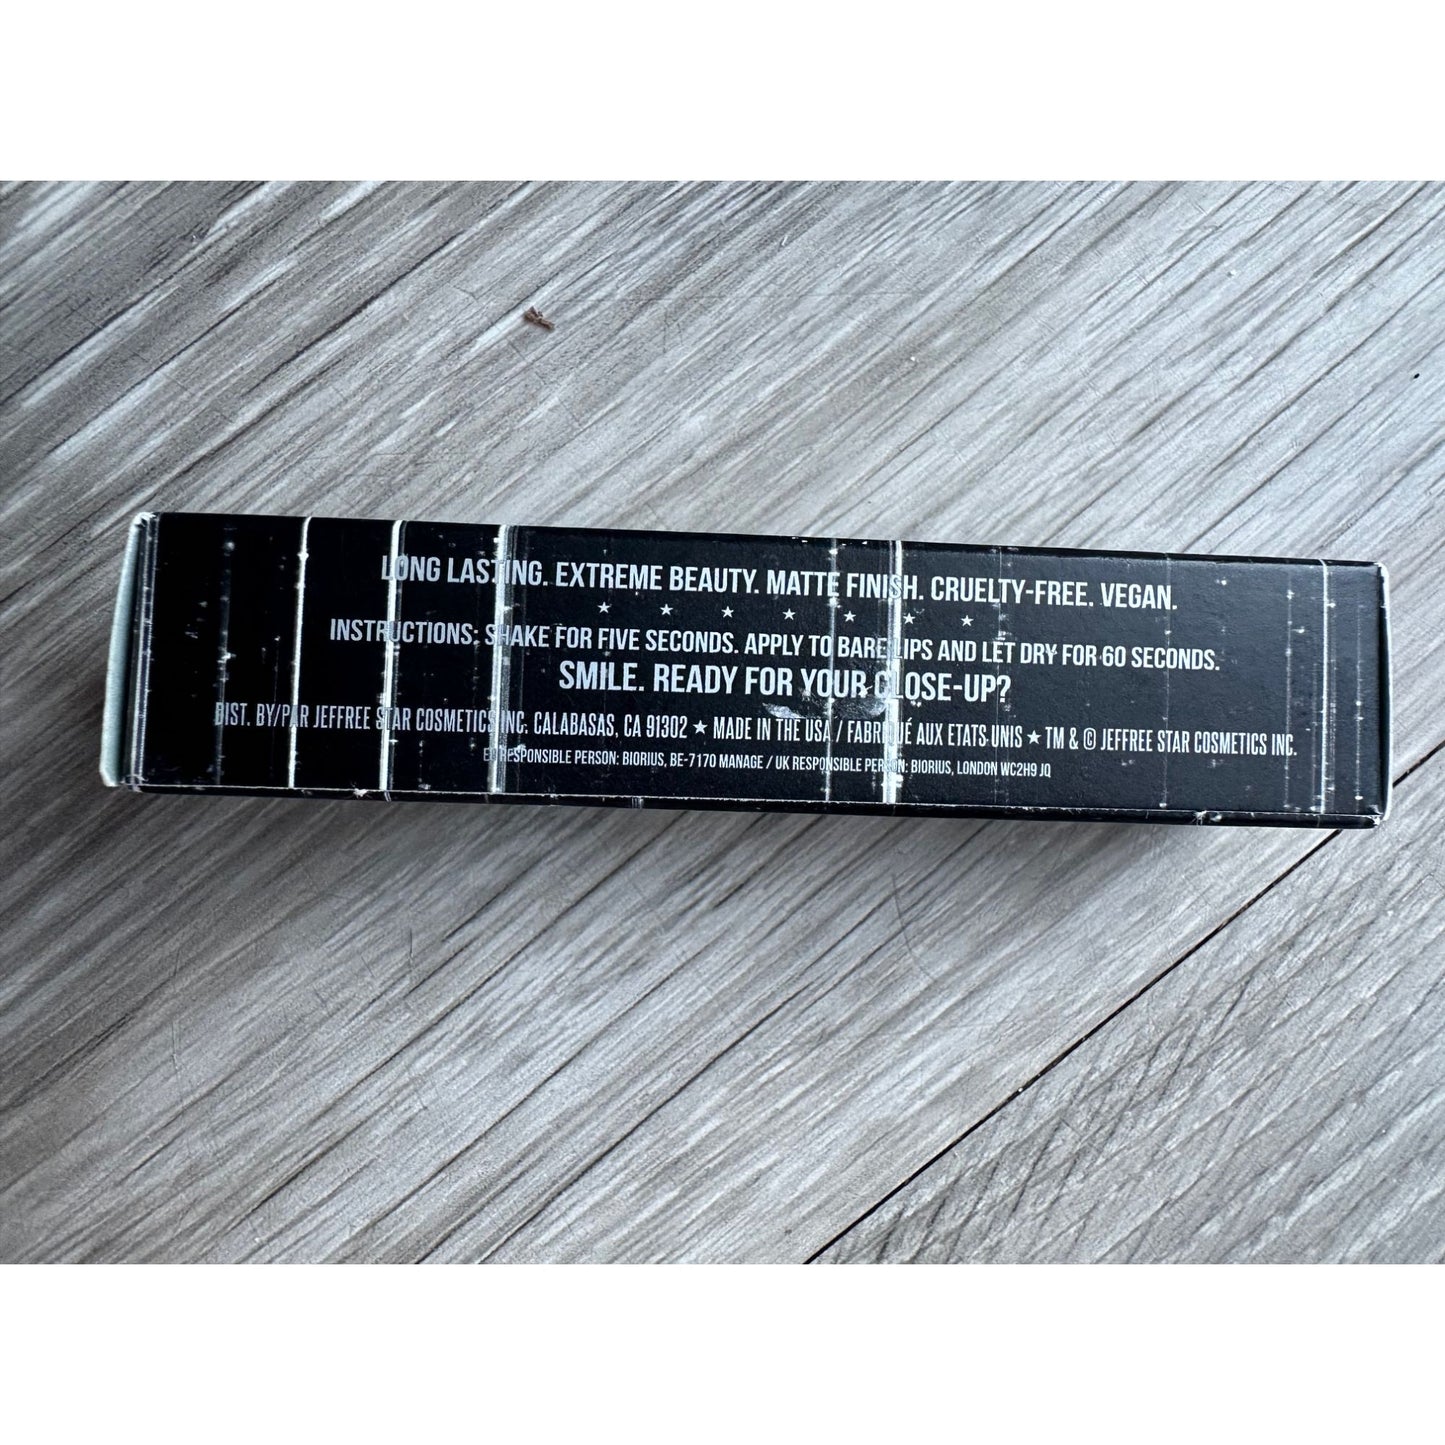 LONG LASTING. EXTREME BEAUTY. MATTE FINISH. CRUELTY-FREE. VEGAN.
INSTRUCTIONS: SHAKE FOR FIVE SECONDS. APPLY TO BARE LIPS AND LET DRY FOR 60 SECONDS.
SMILE. READY FOR YOUR CLOSE-UP?
DIST. BY/PAR JEFFREE STAR COSMETICS INC. CALABASAS, CA 91302 ★ MADE IN THE USA / FABRIQUÉ AUX ETATS UNIS ★ TM & © JEFFREE STAR COSMETICS INC.
EU RESPONSIBLE PERSON: BIORIUS, BE-7170 MANAGE / UK RESPONSIBLE PERSON: BIORIUS, LONDON WC2H9 JQ